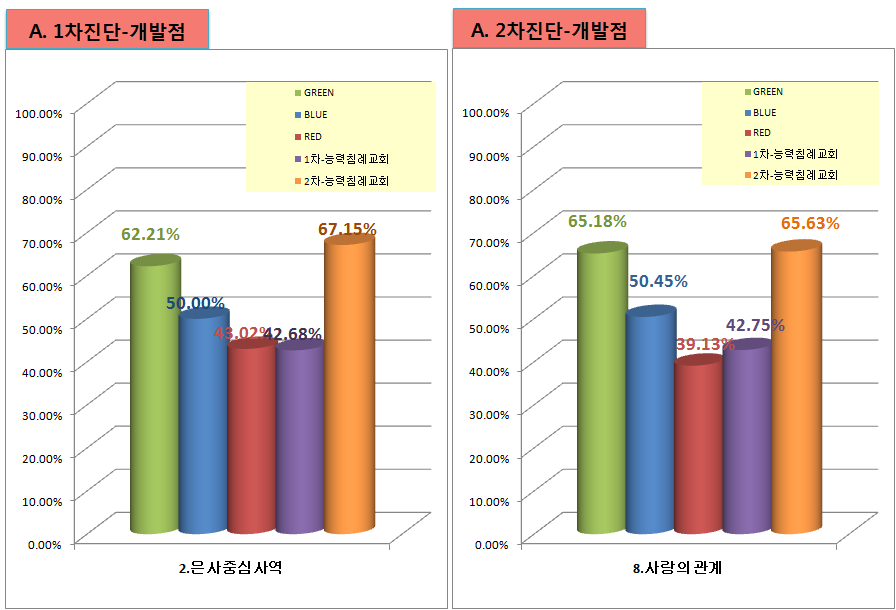 A. 1차진단-개발점
GREEN
BLUE
RED
1차-능력침례교회
2차-능력침례교회
100.00%
90.00%
80.00%
70.00%
60.00%
50.00%
40.00%
30.00%
20.00%
10.00%
0.00%
62.21%
50.00%
43.02%
42.68%
67.15%
2.은사중심사역
A. 2차진단-개발점
GREEN
BLUE
RED
1차-능력침례교회
2차-능력침례교회
100.00%
90.00%
80.00%
70.00%
60.00%
50.00%
40.00%
30.00%
20.00%
10.00%
0.00%
65.18%
50.45%
39.13%
42.75%
65.63%
8.사랑의 관계